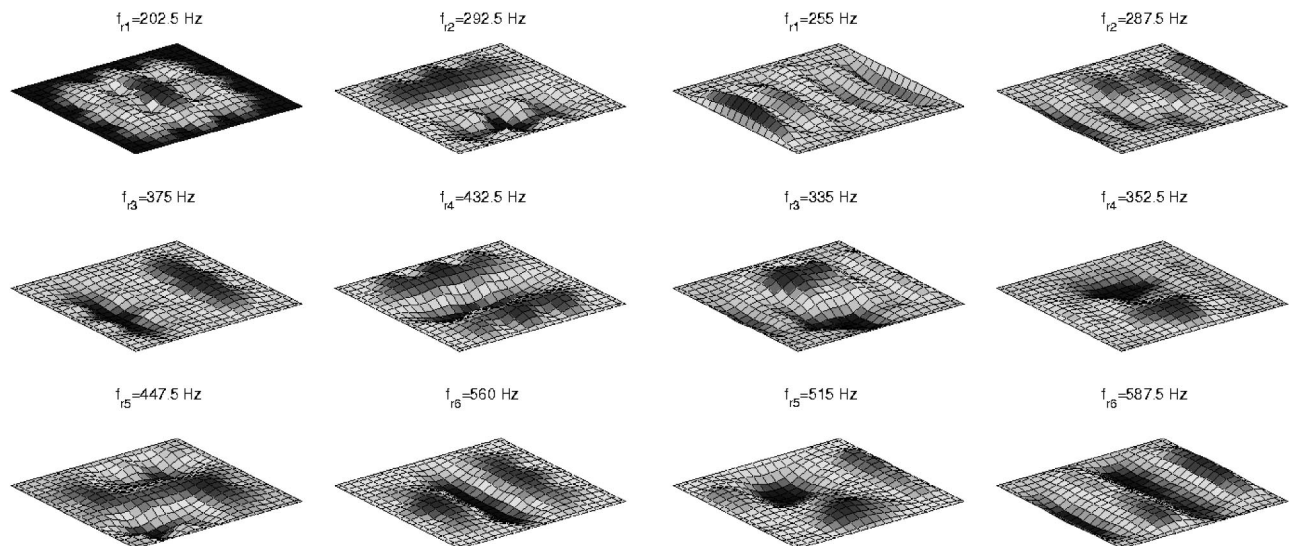 f_r1=202.5 Hz
f_r2=292.5 Hz
f_r1=255 Hz
f_r2=287.5 Hz
f_r3=375 Hz
f_r4=432.5 Hz
f_r3=335 Hz
f_r4=352.5 Hz
f_r5=447.5 Hz
f_r6=560 Hz
f_r5=515 Hz
f_r6=587.5 Hz